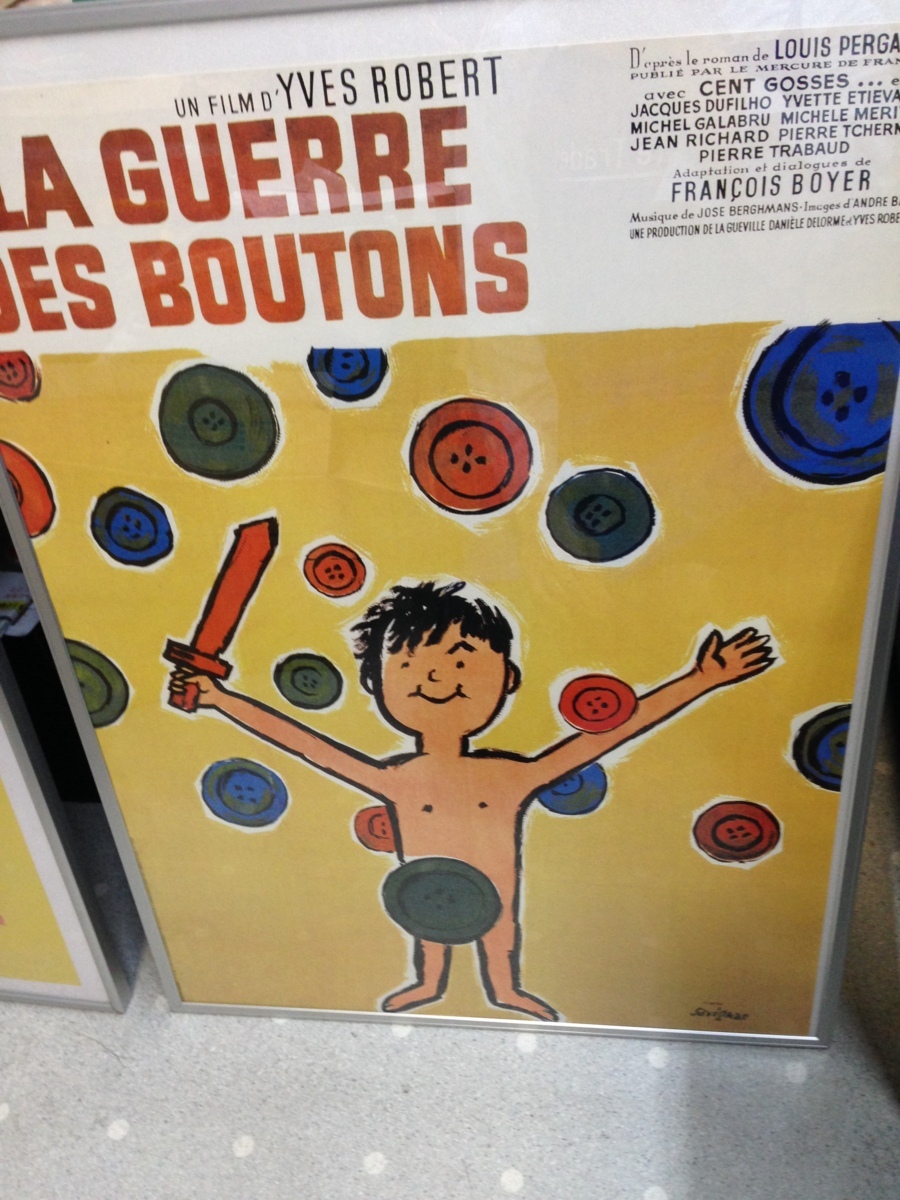 UN FILM D'YVES ROBERT
LA GUERRE
DES BOUTONS
D'après le roman de LOUIS PERGA
PUBLIÉ PAR LE MERCURE DE FRAN
avec CENT GOSSES ... e
JACQUES DUFILHO YVETTE ETIEVA
MICHEL GALABRU MICHELE MERI
JEAN RICHARD PIERRE TCHERN
PIERRE TRABAUD
Adaptation et dialogues de
FRANÇOIS BOYER
Musique de JOSE BERGHMANS-Images d'ANDRE BA
UNE PRODUCTION DE LA GUEVILLE DANIÈLE DELORME et YVES ROBE
Savignac